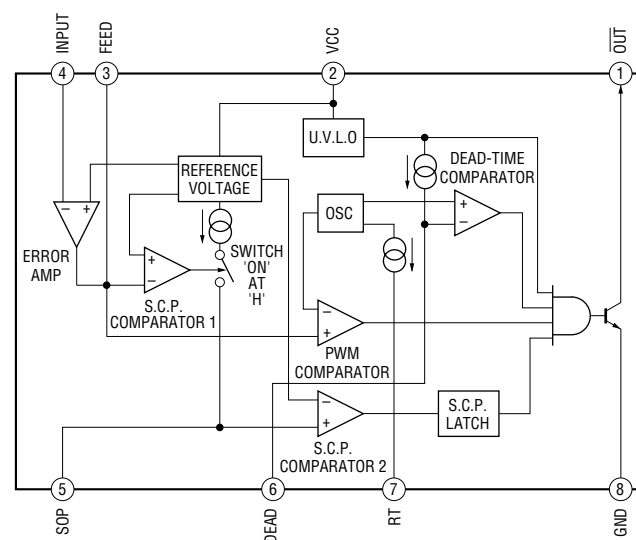 INPUT
FEED
VCC
OUT
4
3
2
1
U.V.L.O
REFERENCE
VOLTAGE
DEAD-TIME
COMPARATOR
OSC
ERROR
AMP
− +
+
−
S.C.P.
COMPARATOR 1
SWITCH
'ON'
AT
'H'
+
−
−
+
PWM
COMPARATOR
−
+
S.C.P.
COMPARATOR 2
S.C.P.
LATCH
5
6
7
8
SOP
DEAD
RT
GND